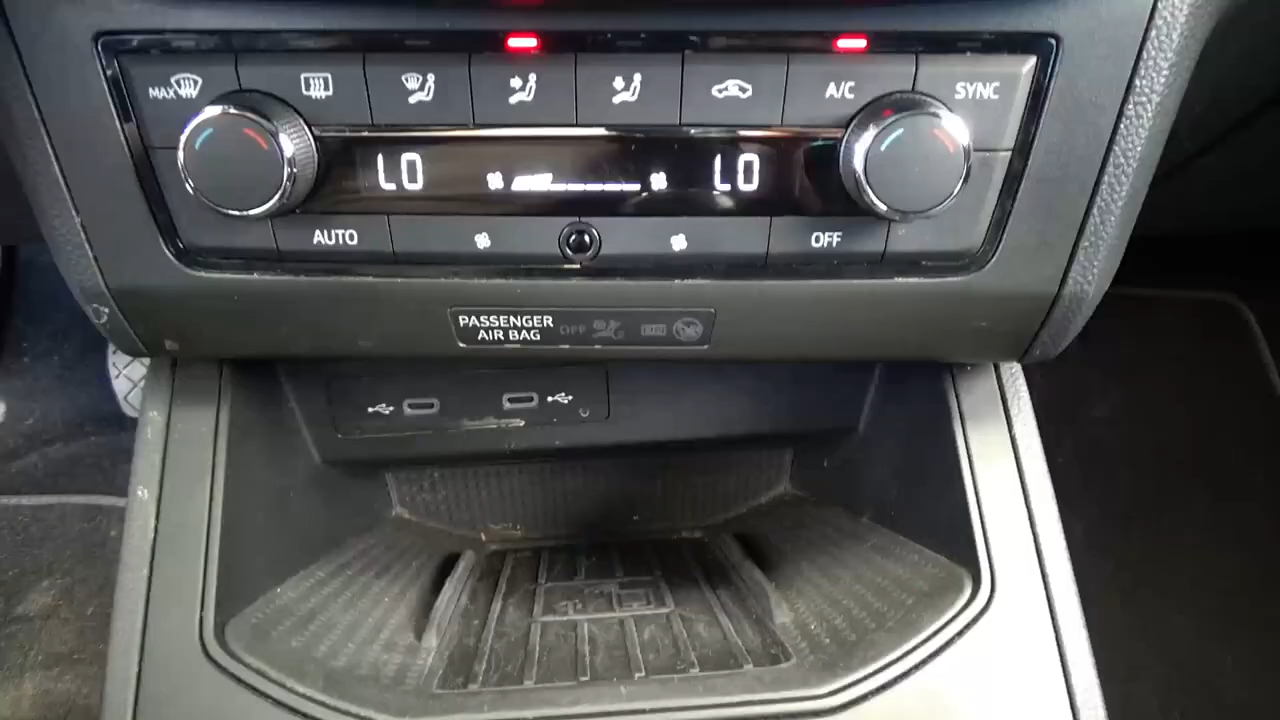 MAX
A/C
SYNC
LO
LO
AUTO
OFF
PASSENGER OFF
AIR BAG